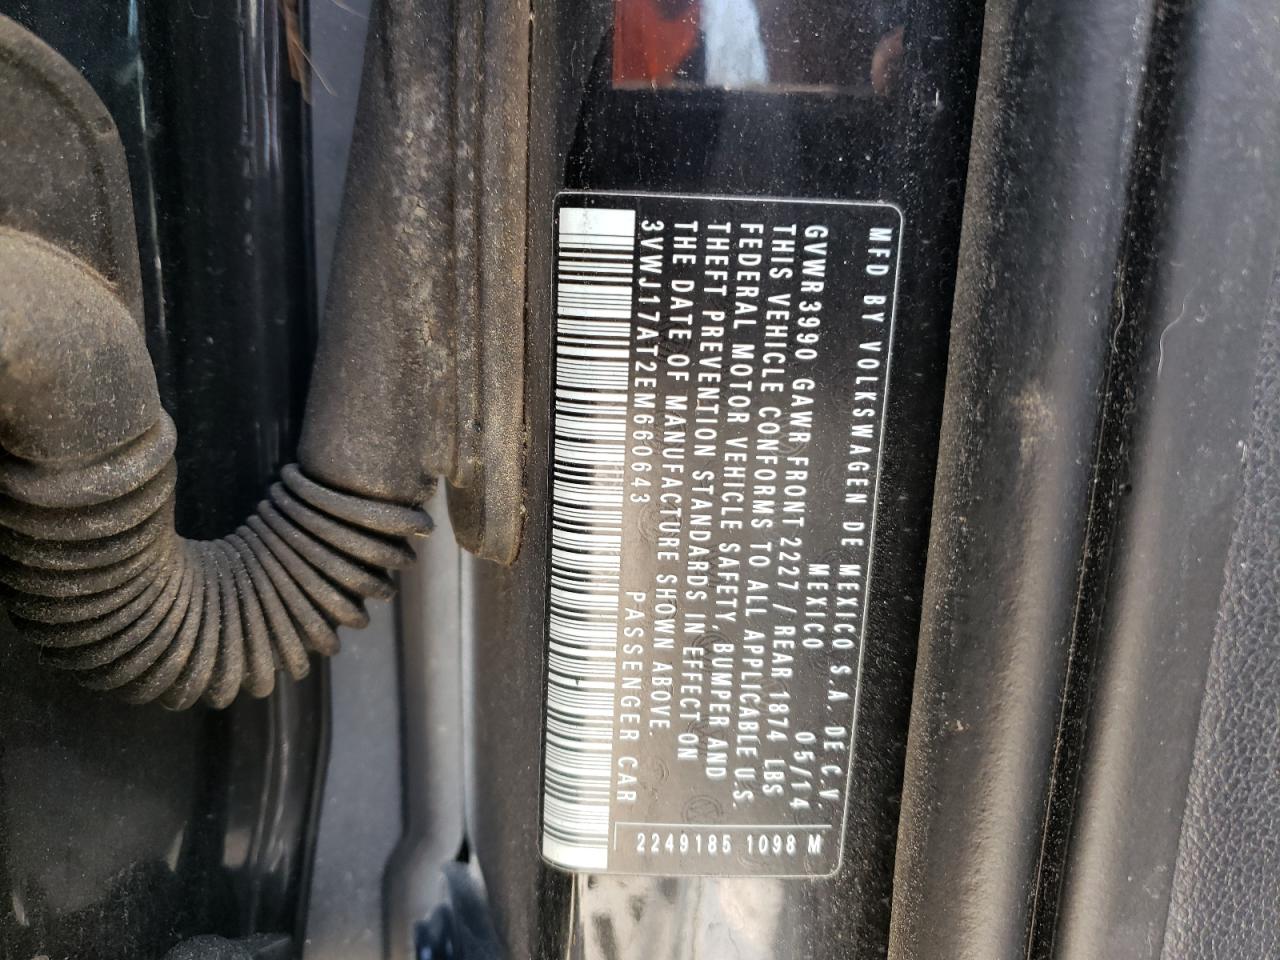 MFD BY VOLKSWAGEN DE MEXICO S.A. DE C.V.
MEXICO 05/14
GVWR 3990 GAWR FRONT 2227 / REAR 1874 LBS
THIS VEHICLE CONFORMS TO ALL APPLICABLE U.S.
FEDERAL MOTOR VEHICLE SAFETY, BUMPER AND
THEFT PREVENTION STANDARDS IN EFFECT ON
THE DATE OF MANUFACTURE SHOWN ABOVE.
3VWJ17AT2EM660643 PASSENGER CAR
2249185 1098 M